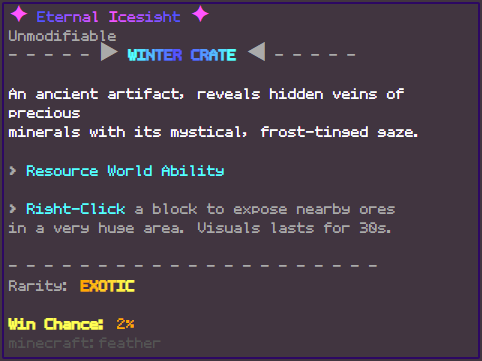 ✦ Eternal Icesight ✦
Unmodifiable
- - - - - ▶ WINTER CRATE ◀ - - - - -
An ancient artifact, reveals hidden veins of
precious
minerals with its mystical, frost-tinged gaze.
> Resource World Ability
> Right-Click a block to expose nearby ores
in a very huge area. Visuals lasts for 30s.
- - - - - - - - - - - - - - - - - - - -
Rarity: EXOTIC
Win Chance: 2%
minecraft:feather